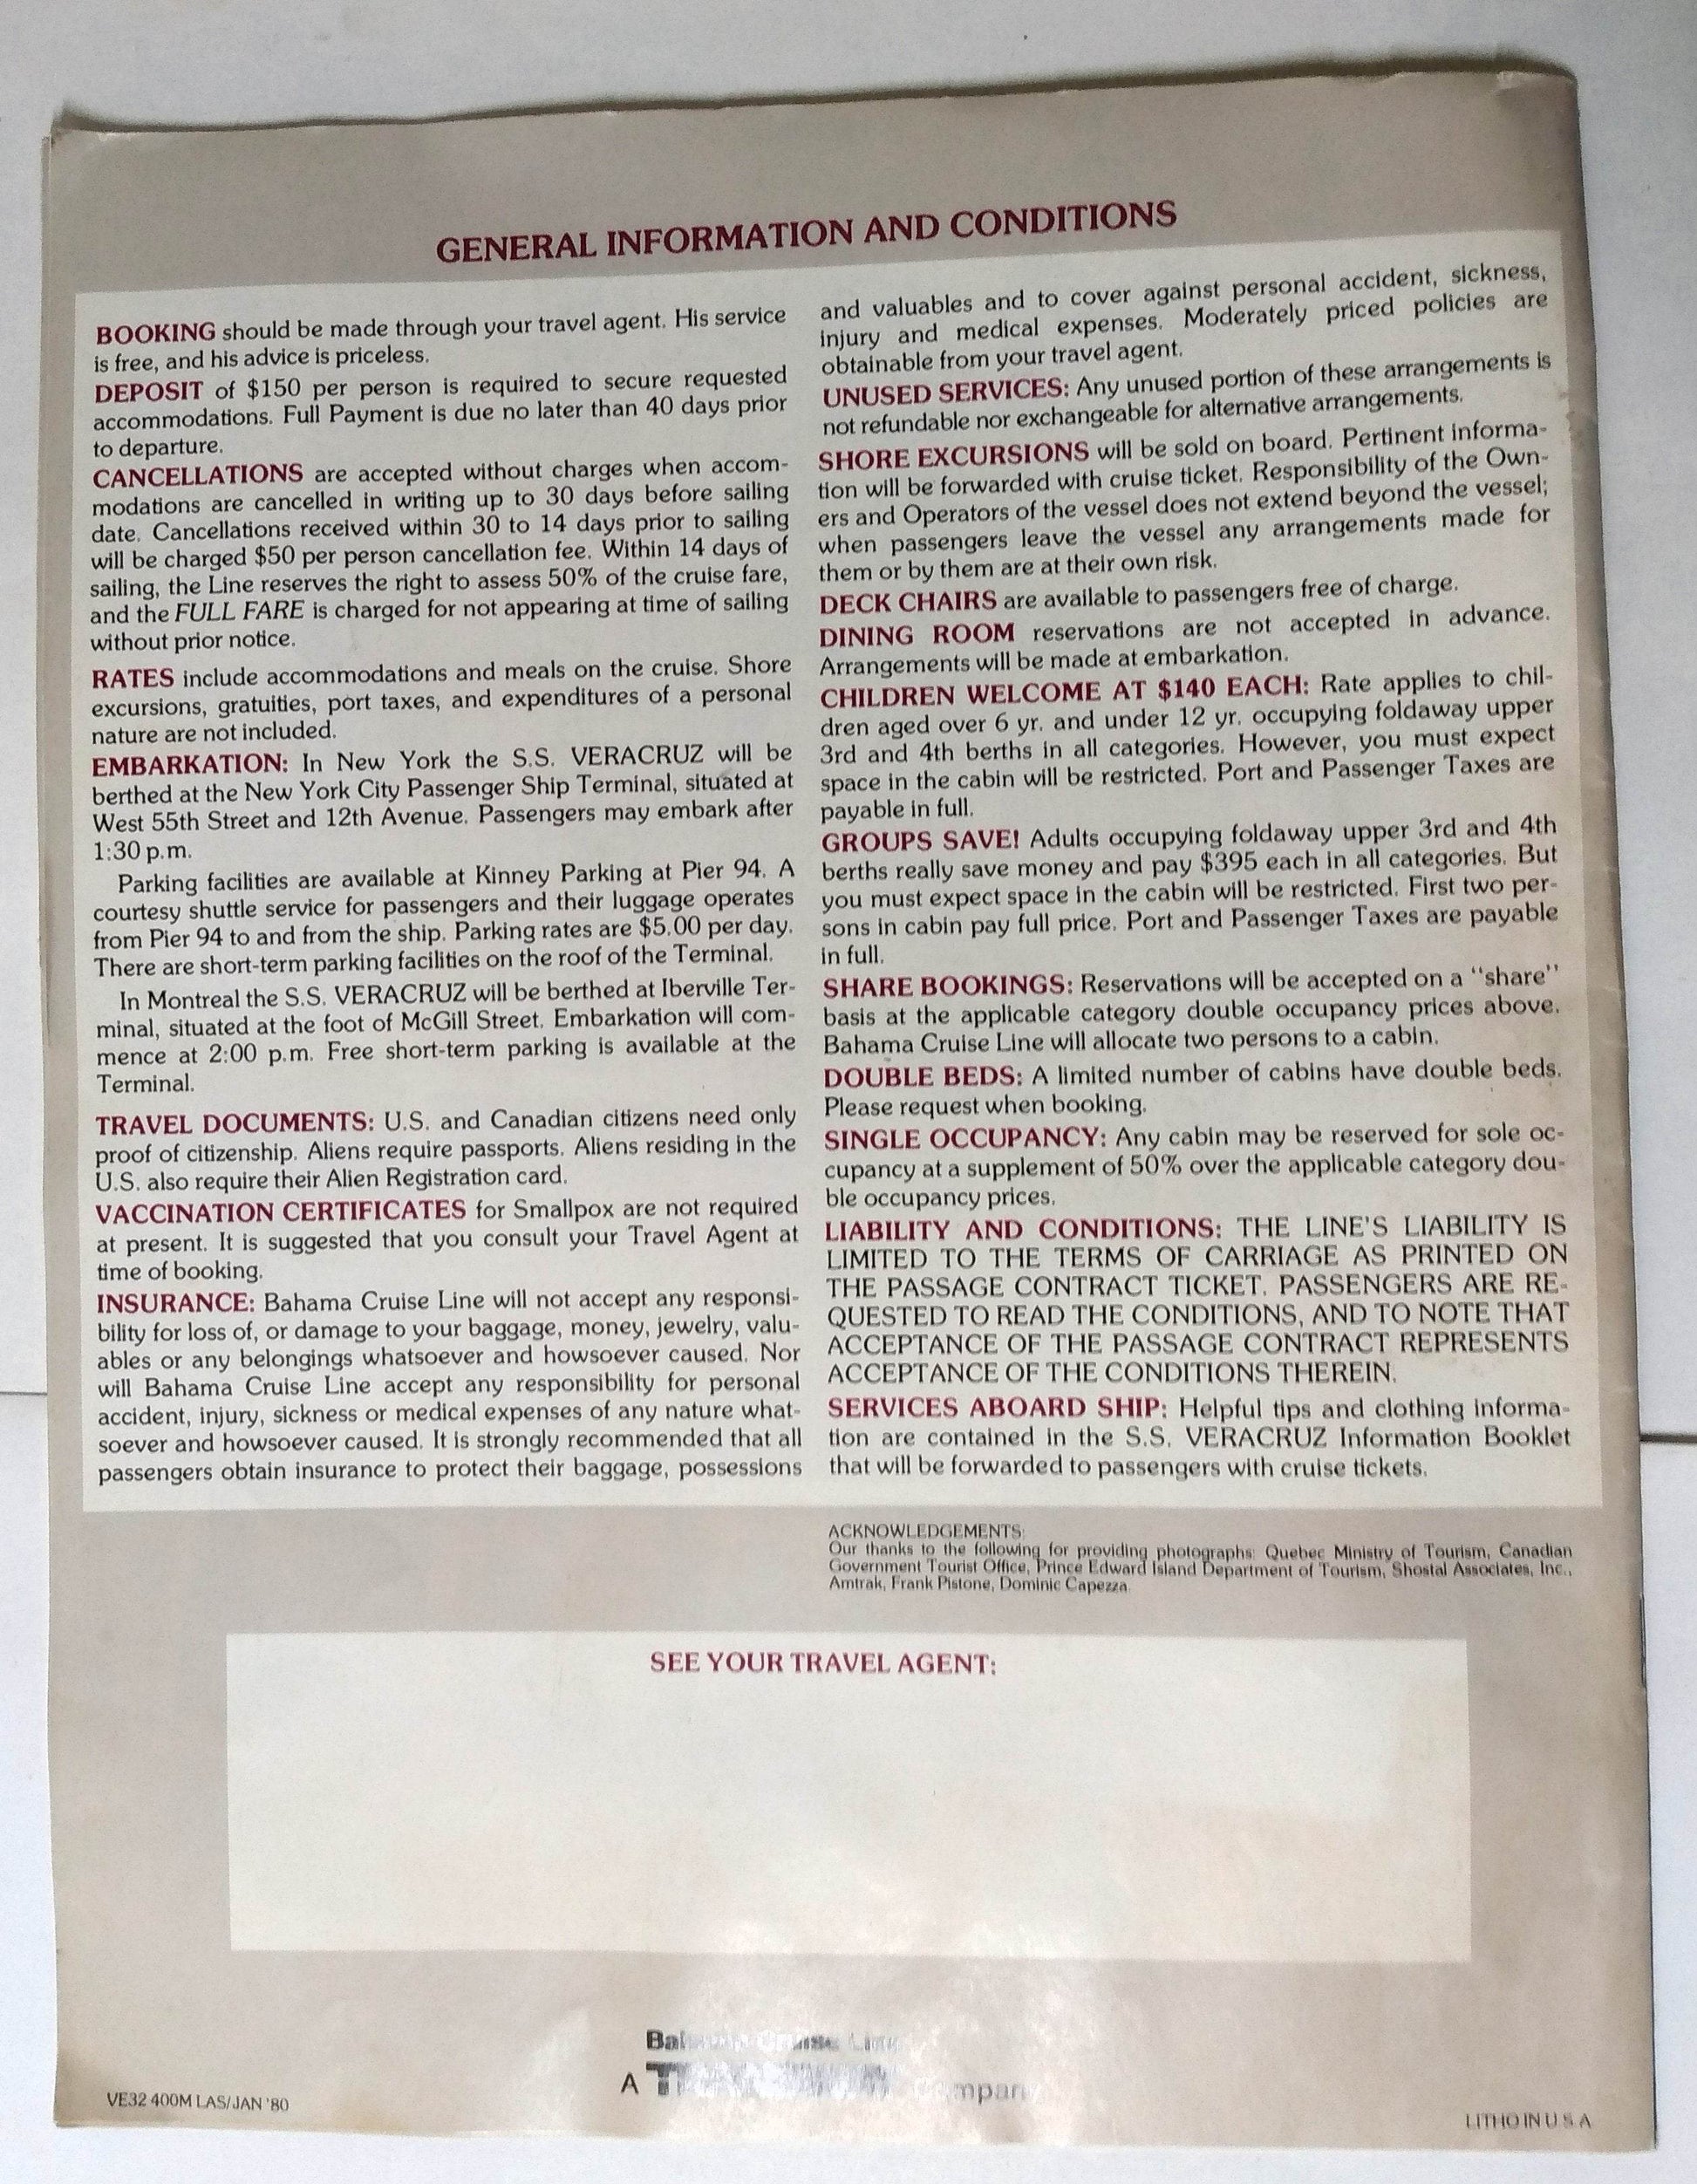 GENERAL INFORMATION AND CONDITIONS
BOOKING should be made through your travel agent. His service
is free, and his advice is priceless.
DEPOSIT of $150 per person is required to secure requested
accommodations. Full Payment is due no later than 40 days prior
to departure.
CANCELLATIONS are accepted without charges when accom-
modations are cancelled in writing up to 30 days before sailing
date. Cancellations received within 30 to 14 days prior to sailing
will be charged $50 per person cancellation fee. Within 14 days of
sailing, the Line reserves the right to assess 50% of the cruise fare,
and the FULL FARE is charged for not appearing at time of sailing
without prior notice.
RATES include accommodations and meals on the cruise. Shore
excursions, gratuities, port taxes, and expenditures of a personal
nature are not included.
EMBARKATION: In New York the S.S. VERACRUZ will be
berthed at the New York City Passenger Ship Terminal, situated at
West 55th Street and 12th Avenue. Passengers may embark after
1:30 p.m.
Parking facilities are available at Kinney Parking at Pier 94. A
courtesy shuttle service for passengers and their luggage operates
from Pier 94 to and from the ship. Parking rates are $5.00 per day.
There are short-term parking facilities on the roof of the Terminal.
In Montreal the S.S. VERACRUZ will be berthed at Iberville Ter-
minal, situated at the foot of McGill Street. Embarkation will com-
mence at 2:00 p.m. Free short-term parking is available at the
Terminal.
TRAVEL DOCUMENTS: U.S. and Canadian citizens need only
proof of citizenship. Aliens require passports. Aliens residing in the
U.S. also require their Alien Registration card.
VACCINATION CERTIFICATES for Smallpox are not required
at present. It is suggested that you consult your Travel Agent at
time of booking.
INSURANCE: Bahama Cruise Line will not accept any responsi-
bility for loss of, or damage to your baggage, money, jewelry, valu-
ables or any belongings whatsoever and howsoever caused. Nor
will Bahama Cruise Line accept any responsibility for personal
accident, injury, sickness or medical expenses of any nature what-
soever and howsoever caused. It is strongly recommended that all
passengers obtain insurance to protect their baggage, possessions
and valuables and to cover against personal accident, sickness,
injury and medical expenses. Moderately priced policies are
obtainable from your travel agent.
UNUSED SERVICES: Any unused portion of these arrangements is
not refundable nor exchangeable for alternative arrangements.
SHORE EXCURSIONS will be sold on board. Pertinent informa-
tion will be forwarded with cruise ticket. Responsibility of the Own-
ers and Operators of the vessel does not extend beyond the vessel;
when passengers leave the vessel any arrangements made for
them or by them are at their own risk.
DECK CHAIRS are available to passengers free of charge.
DINING ROOM reservations are not accepted in advance.
Arrangements will be made at embarkation.
CHILDREN WELCOME AT $140 EACH: Rate applies to chil-
dren aged over 6 yr. and under 12 yr. occupying foldaway upper
3rd and 4th berths in all categories. However, you must expect
space in the cabin will be restricted. Port and Passenger Taxes are
payable in full.
GROUPS SAVE! Adults occupying foldaway upper 3rd and 4th
berths really save money and pay $395 each in all categories. But
you must expect space in the cabin will be restricted. First two per-
sons in cabin pay full price. Port and Passenger Taxes are payable
in full.
SHARE BOOKINGS: Reservations will be accepted on a "share"
basis at the applicable category double occupancy prices above.
Bahama Cruise Line will allocate two persons to a cabin.
DOUBLE BEDS: A limited number of cabins have double beds.
Please request when booking.
SINGLE OCCUPANCY: Any cabin may be reserved for sole oc-
cupancy at a supplement of 50% over the applicable category dou-
ble occupancy prices.
LIABILITY AND CONDITIONS: THE LINE'S LIABILITY IS
LIMITED TO THE TERMS OF CARRIAGE AS PRINTED ON
THE PASSAGE CONTRACT TICKET. PASSENGERS ARE RE-
QUESTED TO READ THE CONDITIONS, AND TO NOTE THAT
ACCEPTANCE OF THE PASSAGE CONTRACT REPRESENTS
ACCEPTANCE OF THE CONDITIONS THEREIN.
SERVICES ABOARD SHIP: Helpful tips and clothing informa-
tion are contained in the S.S. VERACRUZ Information Booklet
that will be forwarded to passengers with cruise tickets.
ACKNOWLEDGEMENTS:
Our thanks to the following for providing photographs: Quebec Ministry of Tourism, Canadian
Government Tourist Office, Prince Edward Island Department of Tourism, Shostal Associates, Inc.,
Amtrak, Frank Pistone, Dominic Capezza.
SEE YOUR TRAVEL AGENT:
Bahama Cruise Line
A Company
VE32 400M LAS/JAN '80
LITHO IN U.S.A